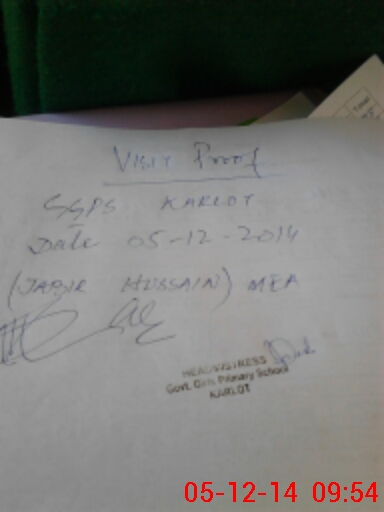 VISIT Proof
SGPS KARLOT
Date 05-12-2014
(JABIR HUSSAIN) MEA
HEADMISTRESS
Govt. Girls Primary School
KARLOT
05-12-14 09:54